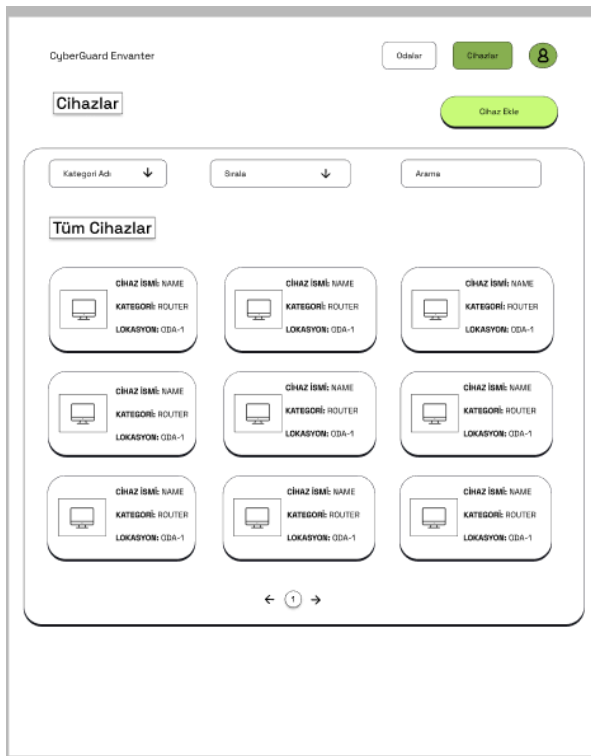 CyberGuard Envanter
Odalar
Cihazlar
Cihazlar
Cihaz Ekle
Kategori Adı
Sırala
Arama
Tüm Cihazlar
CİHAZ İSMİ: NAME
KATEGORİ: ROUTER
LOKASYON: ODA-1
CİHAZ İSMİ: NAME
KATEGORİ: ROUTER
LOKASYON: ODA-1
CİHAZ İSMİ: NAME
KATEGORİ: ROUTER
LOKASYON: ODA-1
CİHAZ İSMİ: NAME
KATEGORİ: ROUTER
LOKASYON: ODA-1
CİHAZ İSMİ: NAME
KATEGORİ: ROUTER
LOKASYON: ODA-1
CİHAZ İSMİ: NAME
KATEGORİ: ROUTER
LOKASYON: ODA-1
CİHAZ İSMİ: NAME
KATEGORİ: ROUTER
LOKASYON: ODA-1
CİHAZ İSMİ: NAME
KATEGORİ: ROUTER
LOKASYON: ODA-1
CİHAZ İSMİ: NAME
KATEGORİ: ROUTER
LOKASYON: ODA-1
1